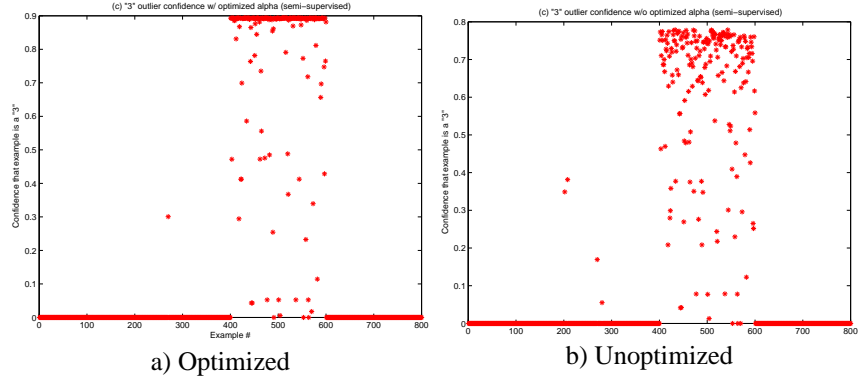 (c) "3" outlier confidence w/ optimized alpha (semi-supervised)
0.9
0.8
0.7
0.6
0.5
0.4
0.3
0.2
0.1
0
Confidence that example is a "3"
0 100 200 300 400 500 600 700 800
Example #
a) Optimized
(c) "3" outlier confidence w/o optimized alpha (semi-supervised)
0.8
0.7
0.6
0.5
0.4
0.3
0.2
0.1
0
Confidence that example is a "3"
0 100 200 300 400 500 600 700 800
b) Unoptimized